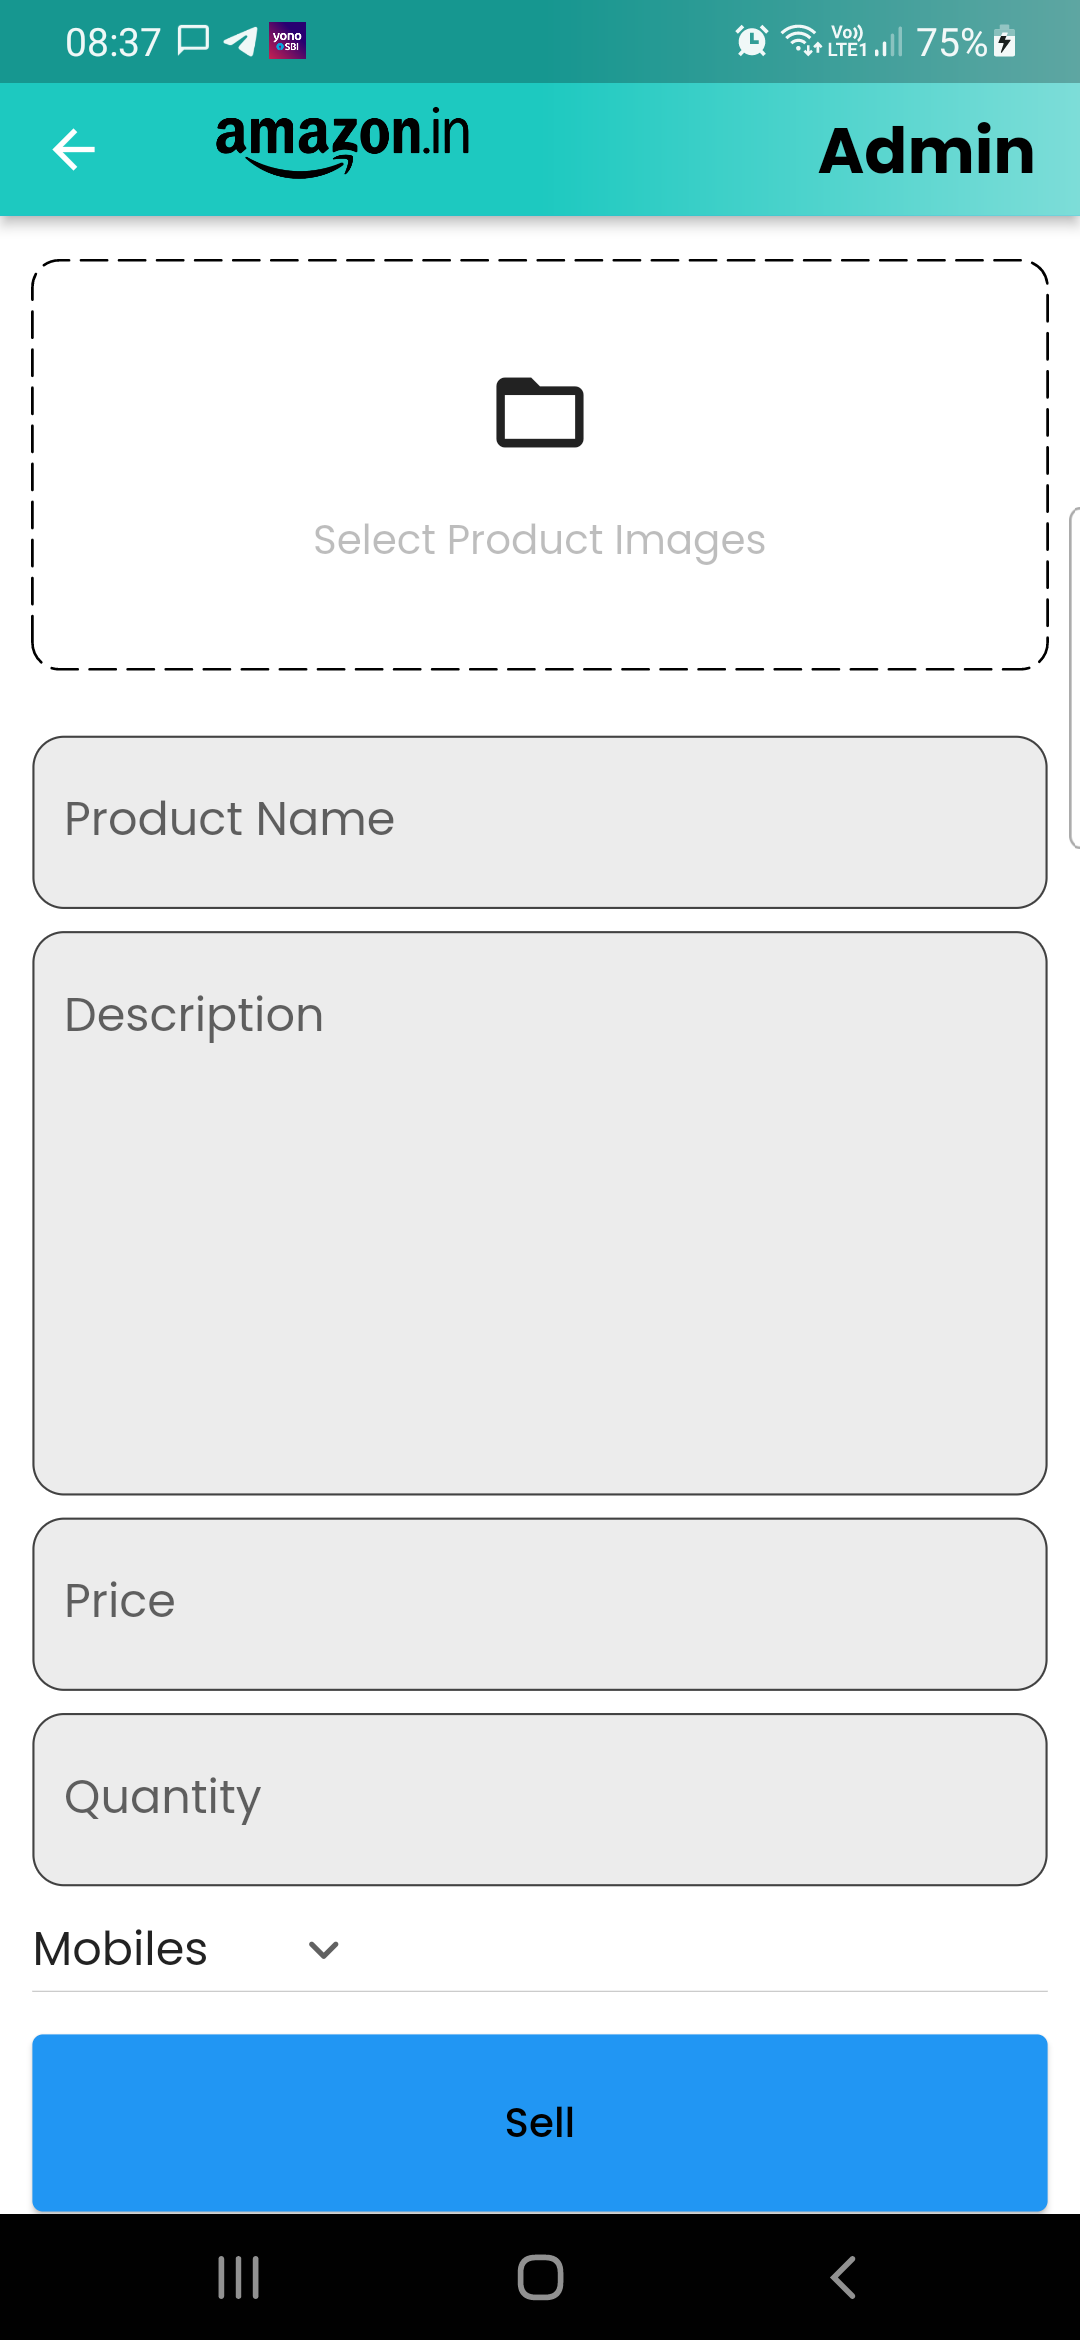 08:37 yono SBI Vo)) LTE1 75%
amazon.in Admin
Select Product Images
Product Name
Description
Price
Quantity
Mobiles
Sell